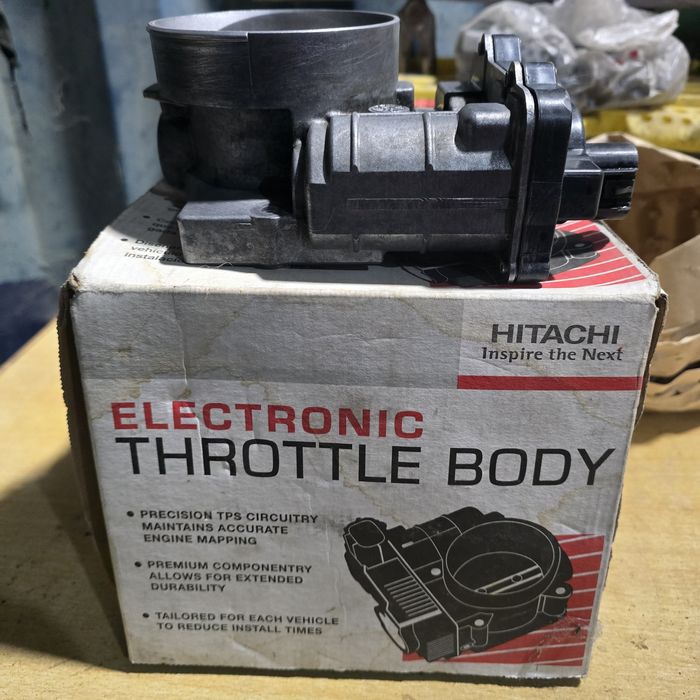 HITACHI
Inspire the Next
ELECTRONIC
THROTTLE BODY
• PRECISION TPS CIRCUITRY
MAINTAINS ACCURATE
ENGINE MAPPING
• PREMIUM COMPONENTRY
ALLOWS FOR EXTENDED
DURABILITY
• TAILORED FOR EACH VEHICLE
TO REDUCE INSTALL TIMES